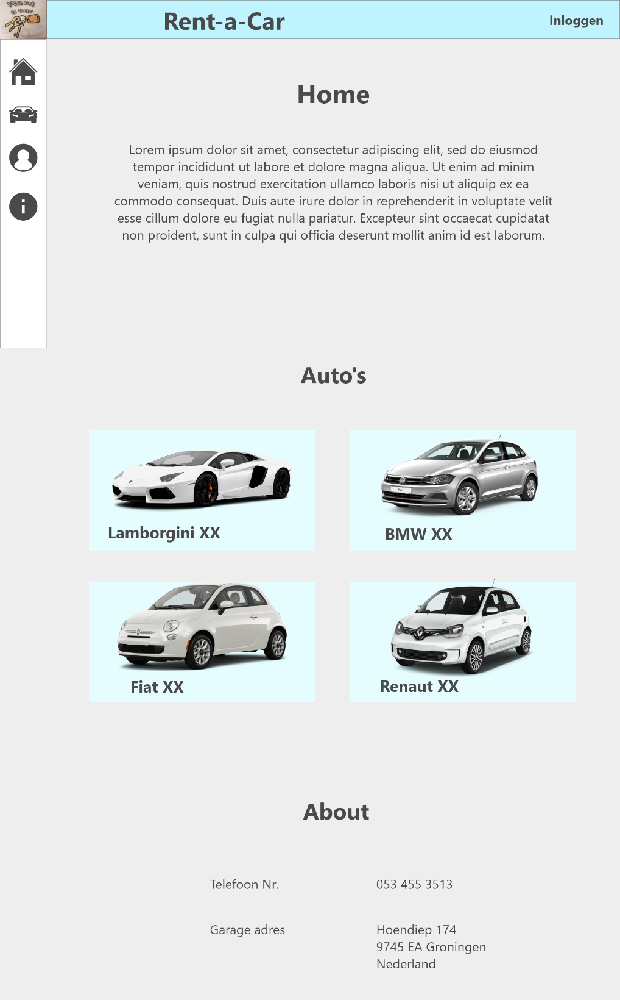 Rent
a car
Rent-a-Car
Inloggen
Home
Lorem ipsum dolor sit amet, consectetur adipiscing elit, sed do eiusmod
tempor incididunt ut labore et dolore magna aliqua. Ut enim ad minim
veniam, quis nostrud exercitation ullamco laboris nisi ut aliquip ex ea
commodo consequat. Duis aute irure dolor in reprehenderit in voluptate velit
esse cillum dolore eu fugiat nulla pariatur. Excepteur sint occaecat cupidatat
non proident, sunt in culpa qui officia deserunt mollit anim id est laborum.
Auto's
Lamborgini XX
BMW XX
Fiat XX
Renaut XX
About
Telefoon Nr. 053 455 3513
Garage adres Hoendiep 174
9745 EA Groningen
Nederland